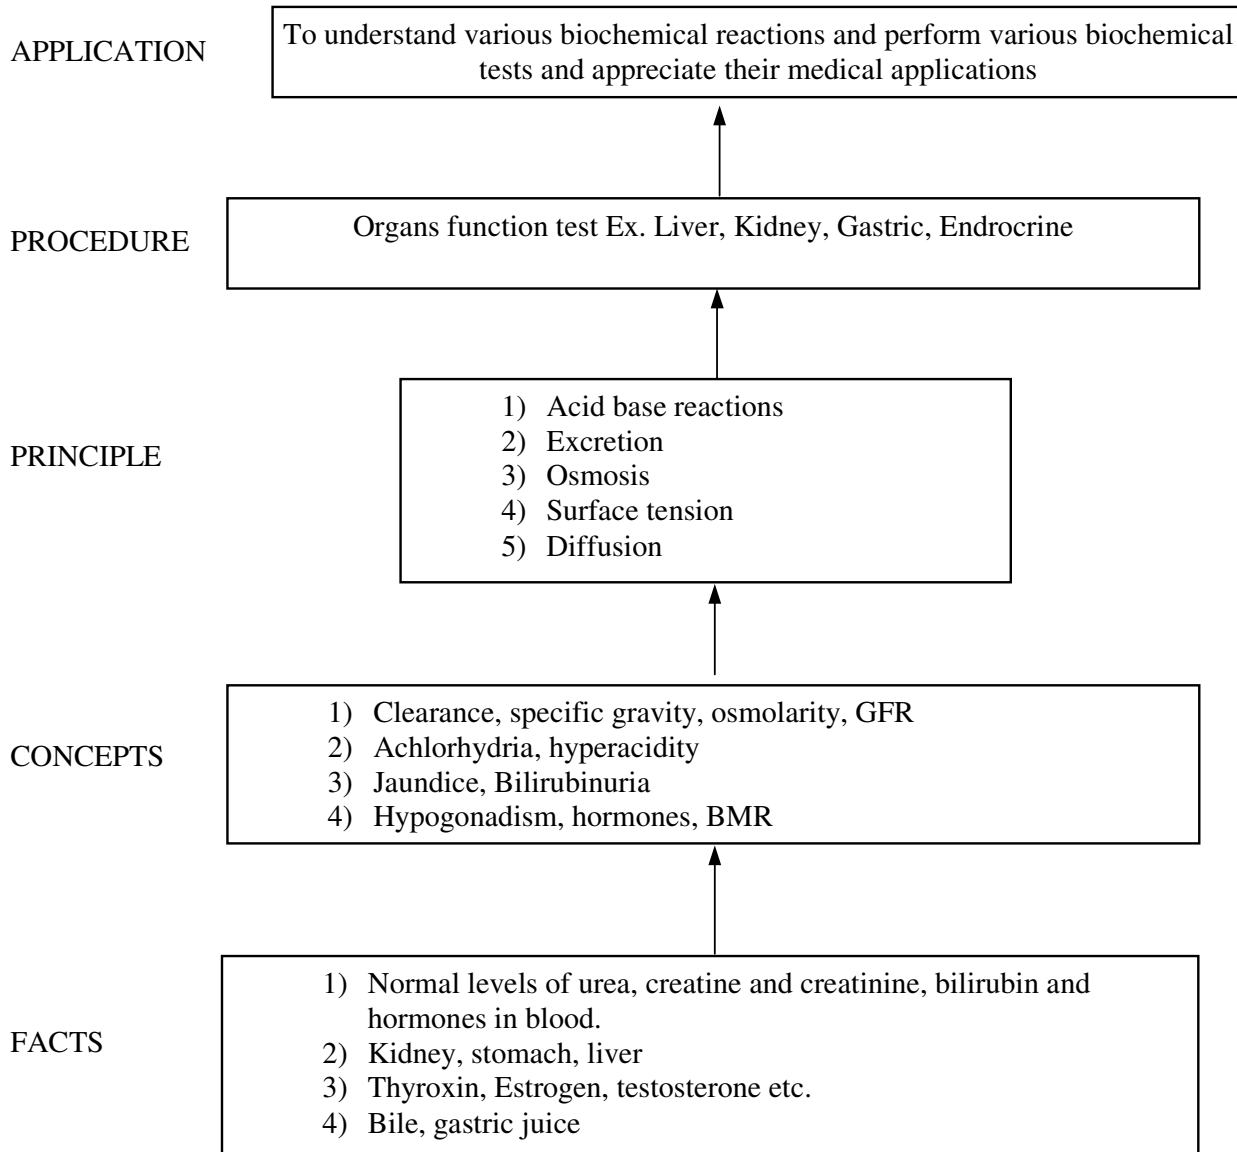 APPLICATION
To understand various biochemical reactions and perform various biochemical
tests and appreciate their medical applications
PROCEDURE
Organs function test Ex. Liver, Kidney, Gastric, Endrocrine
PRINCIPLE
1) Acid base reactions
2) Excretion
3) Osmosis
4) Surface tension
5) Diffusion
CONCEPTS
1) Clearance, specific gravity, osmolarity, GFR
2) Achlorhydria, hyperacidity
3) Jaundice, Bilirubinuria
4) Hypogonadism, hormones, BMR
FACTS
1) Normal levels of urea, creatine and creatinine, bilirubin and
hormones in blood.
2) Kidney, stomach, liver
3) Thyroxin, Estrogen, testosterone etc.
4) Bile, gastric juice